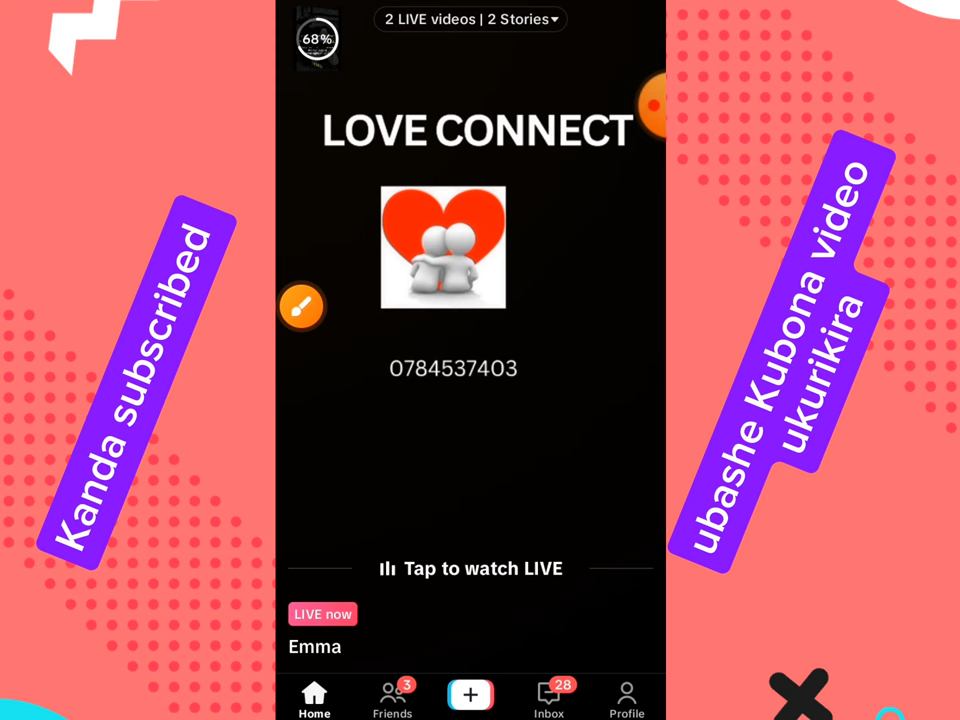 68%
2 LIVE videos | 2 Stories
LOVE CONNECT
0784537403
Tap to watch LIVE
LIVE now
Emma
Home
3
Friends
28
Inbox
Profile
Kanda subscribed
ubashe Kubona video
ukurikira